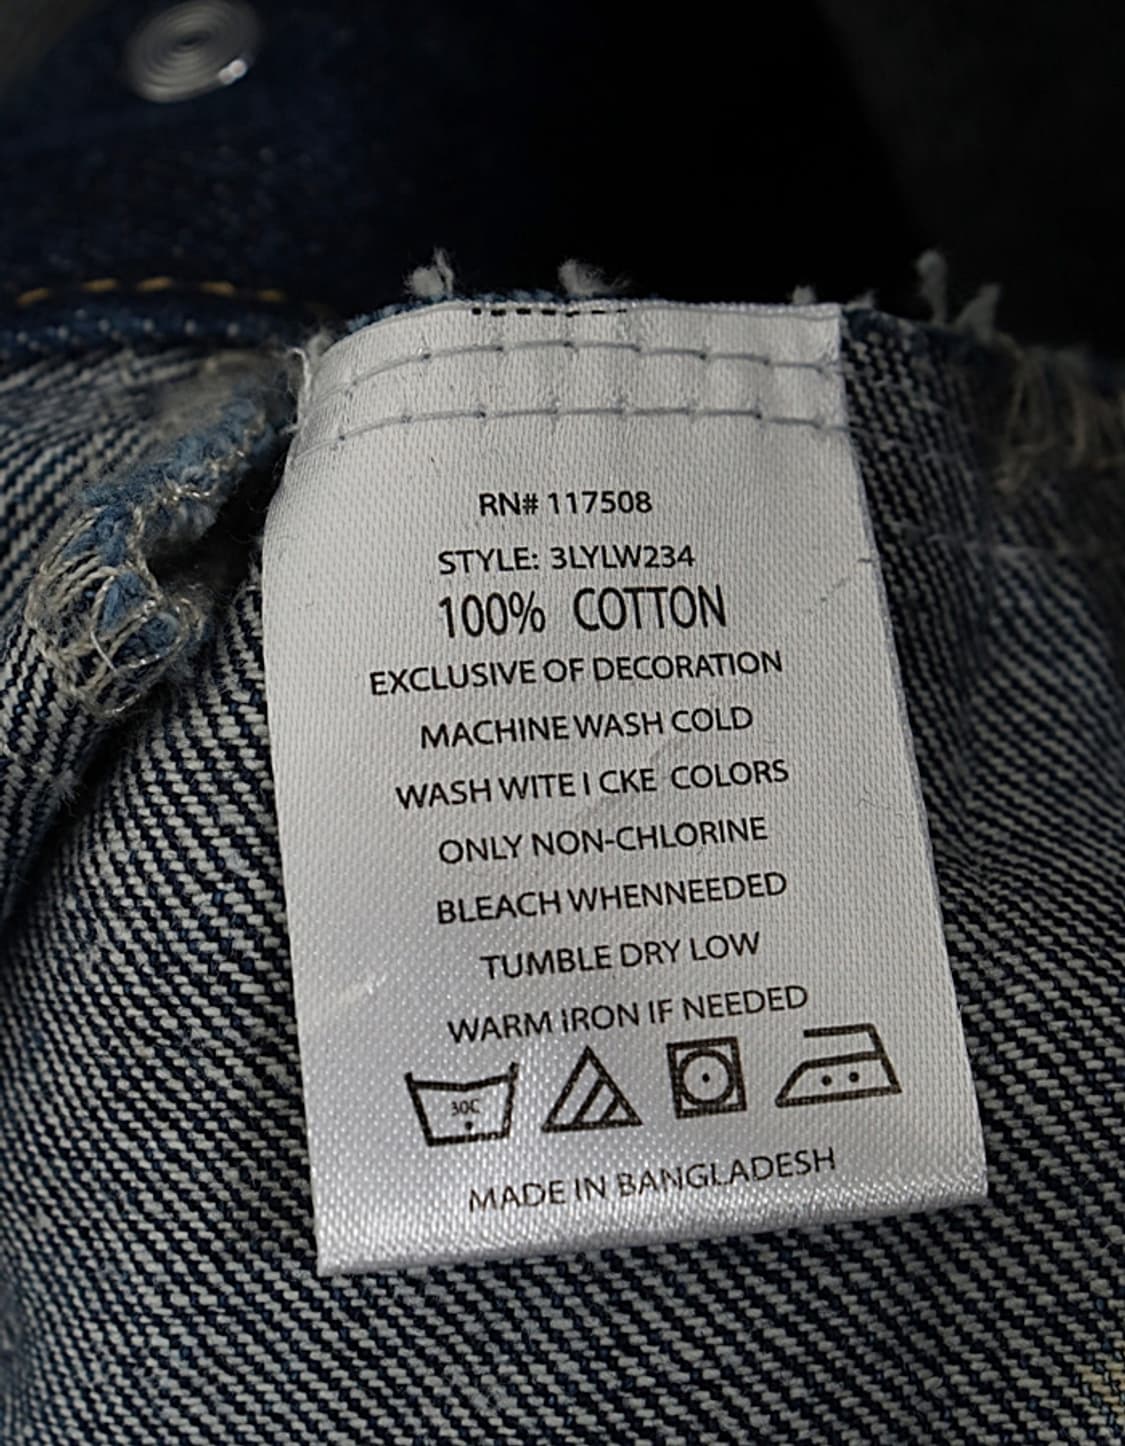 RN# 117508
STYLE: 3LYLW234
100% COTTON
EXCLUSIVE OF DECORATION
MACHINE WASH COLD
WASH WITE I CKE COLORS
ONLY NON-CHLORINE
BLEACH WHENNEEDED
TUMBLE DRY LOW
WARM IRON IF NEEDED
30C
MADE IN BANGLADESH